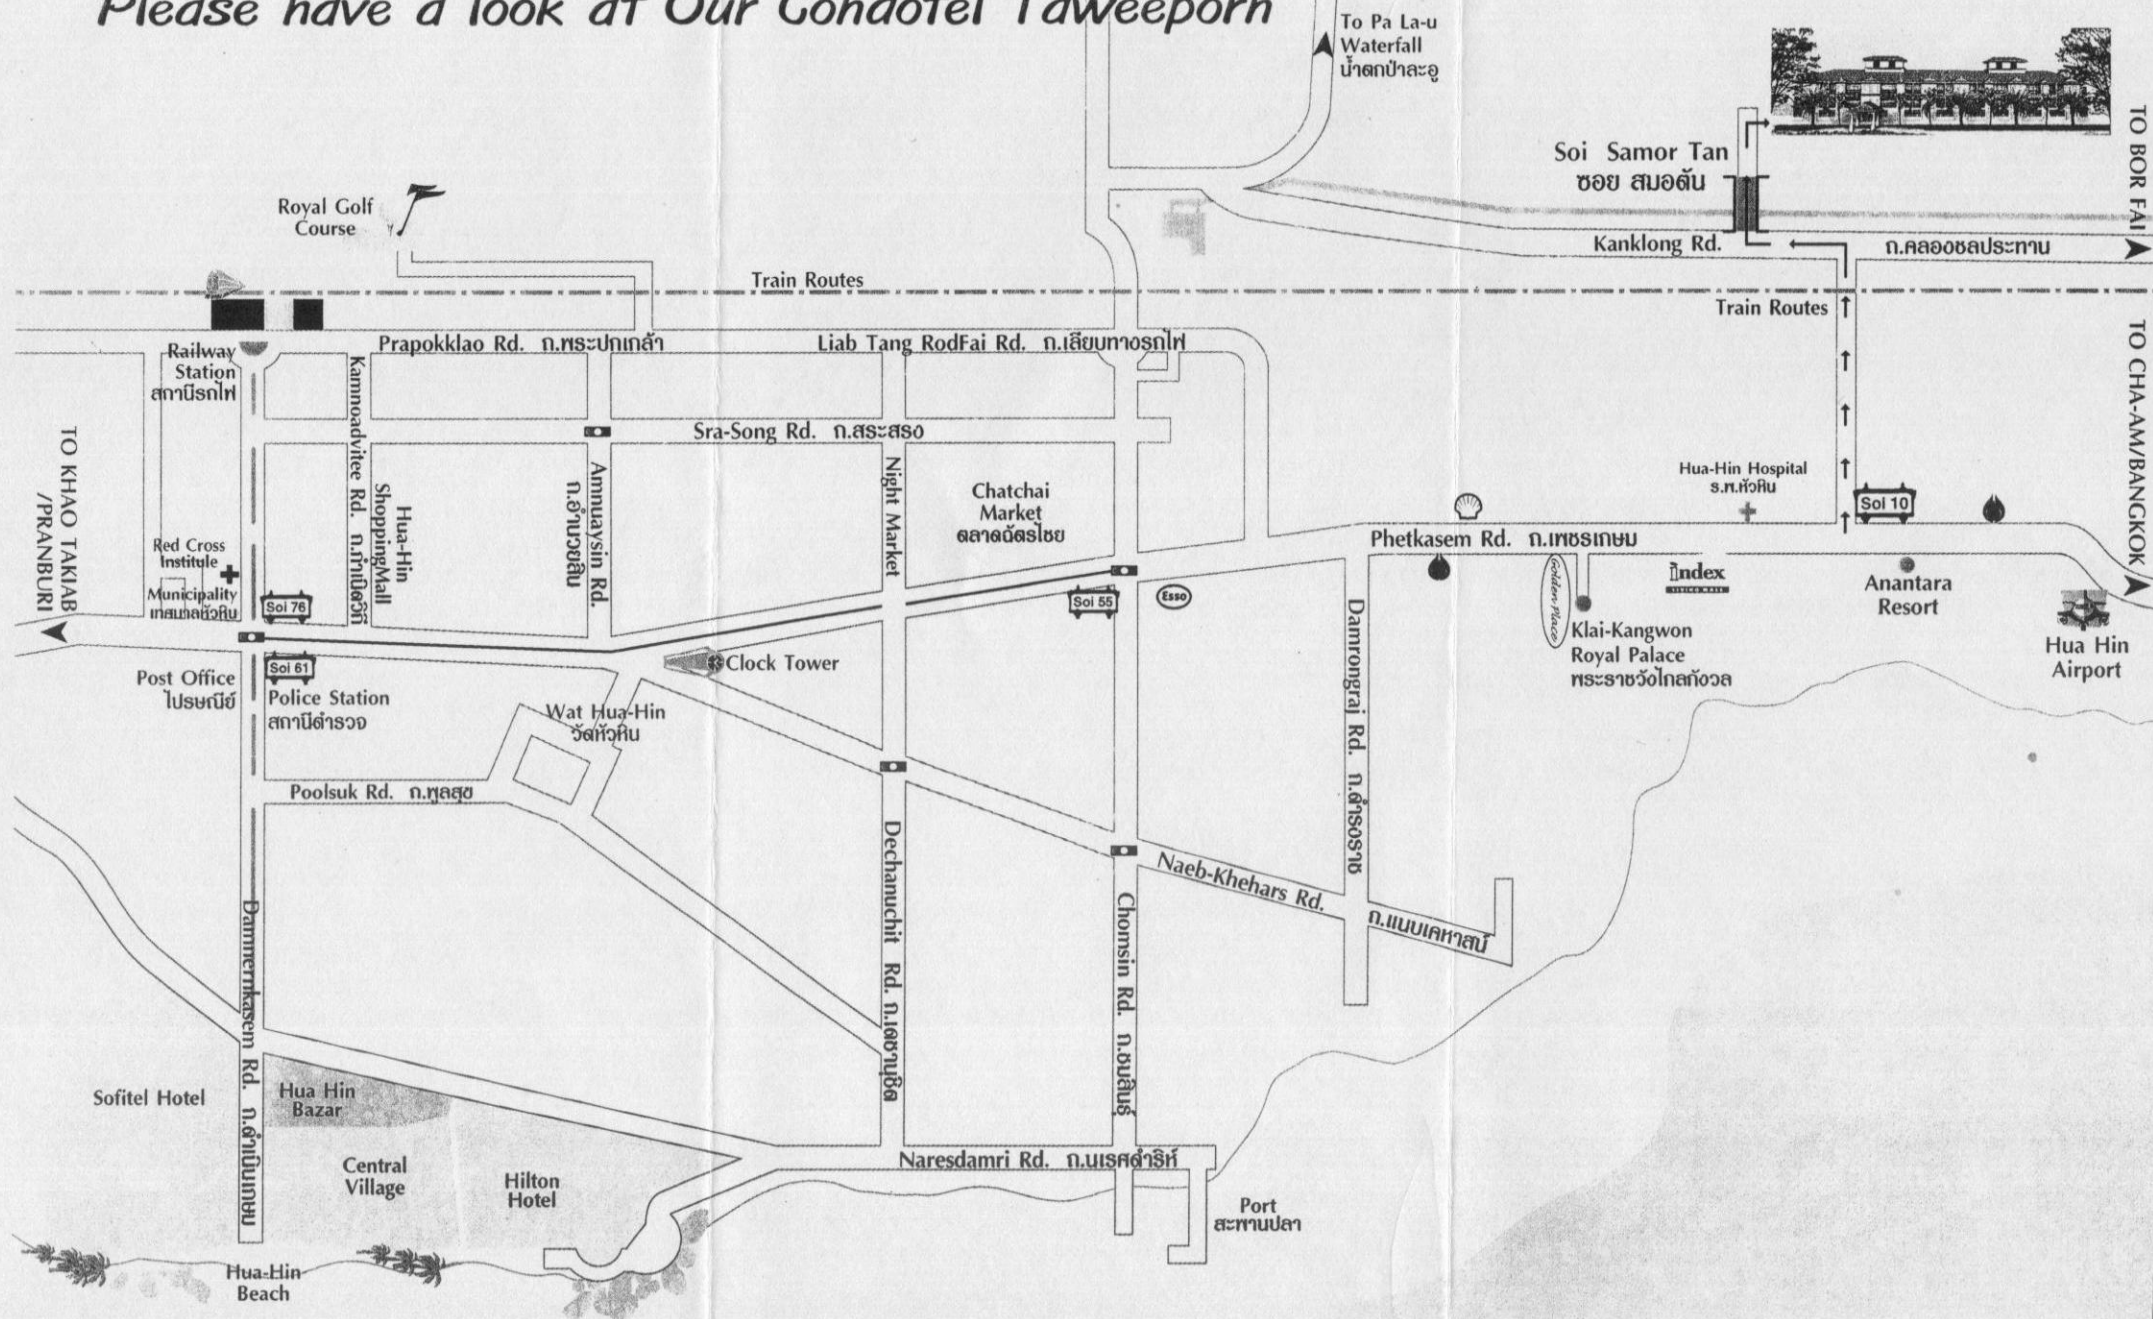 Please have a look at Our Condotel Taweeporn
To Pa La-u
Waterfall
น้ำตกป่าละอู
Soi Samor Tan
ซอย สมอตัน
TO BOR FAI
Royal Golf
Course
Kanklong Rd.
ถ.คลองชลประทาน
Train Routes
Train Routes
Prapokklao Rd. ถ.พระปกเกล้า
Liab Tang RodFai Rd. ถ.เลียบทางรถไฟ
Railway
Station
สถานีรถไฟ
TO CHA-AM/BANGKOK
Kamnoadvitee Rd. ถ.กำเนิดวิถี
Hua-Hin
ShoppingMall
Sra-Song Rd. ถ.สระสรง
Amnuaysin Rd.
ถ.อำนวยสิน
Night Market
Chatchai
Market
ตลาดฉัตรไชย
TO KHAO TAKIAB
/PRANBURI
Hua-Hin Hospital
ร.พ.หัวหิน
Soi 10
Phetkasem Rd. ถ.เพชรเกษม
Red Cross
Institule
Municipality
เทศบาลหัวหิน
Soi 76
Soi 55
Esso
Golden Place
index
LIVING MALL
Anantara
Resort
Klai-Kangwon
Royal Palace
พระราชวังไกลกังวล
Hua Hin
Airport
Soi 61
Clock Tower
Post Office
ไปรษณีย์
Police Station
สถานีตำรวจ
Wat Hua-Hin
วัดหัวหิน
Damrongraj Rd. ถ.ดำรงราช
Poolsuk Rd. ถ.พูลสุข
Dechanuchit Rd. ถ.เดชานุชิต
Naeb-Khehars Rd. ถ.แนบเคหาสน์
Chomsin Rd. ถ.ชมสินธุ์
Damnernkasem Rd. ถ.ดำเนินเกษม
Sofitel Hotel
Hua Hin
Bazar
Central
Village
Hilton
Hotel
Naresdamri Rd. ถ.นเรศดำริห์
Port
สะพานปลา
Hua-Hin
Beach